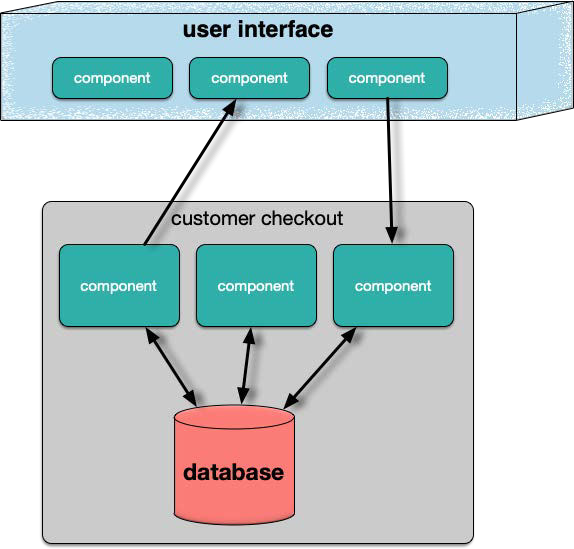 user interface
component
component
component
customer checkout
component
component
component
database